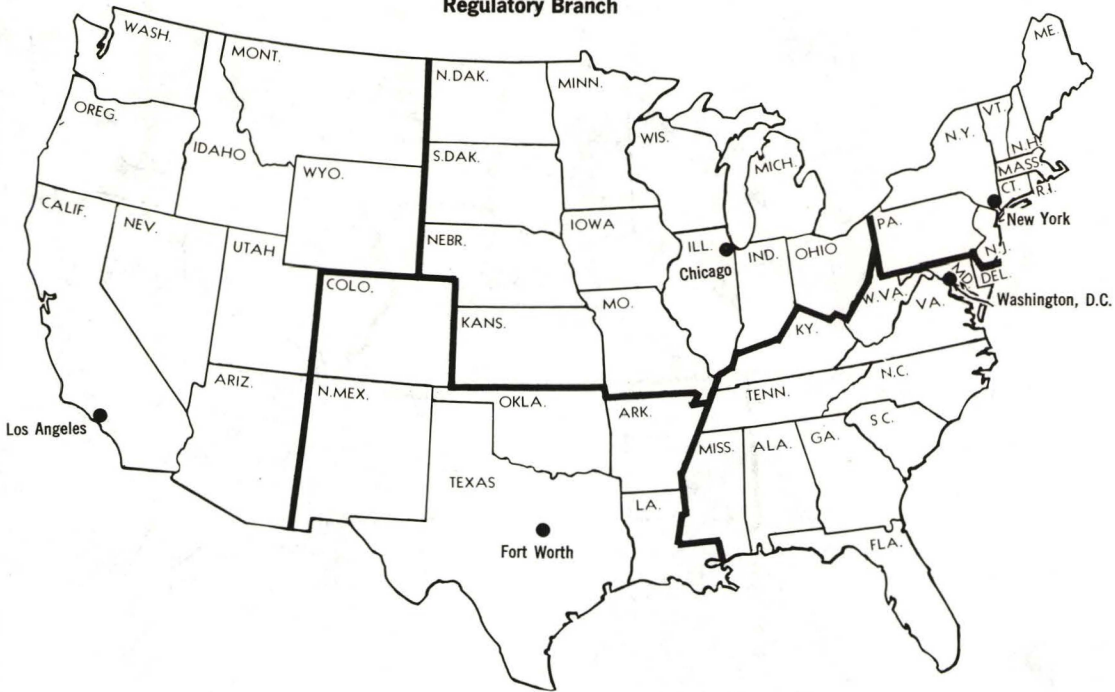 Regulatory Branch
WASH.
MONT.
N.DAK.
MINN.
ME.
OREG.
IDAHO
WYO.
S.DAK.
WIS.
MICH.
N.Y.
VT.
N.H.
MASS.
CT.
R.I.
CALIF.
NEV.
UTAH
NEBR.
IOWA
ILL.
IND.
OHIO
PA.
N.J.
New York
Chicago
COLO.
KANS.
MO.
KY.
W.VA.
VA.
MD.
DEL.
Washington, D.C.
ARIZ.
N.MEX.
OKLA.
ARK.
TENN.
N.C.
S.C.
Los Angeles
TEXAS
LA.
MISS.
ALA.
GA.
FLA.
Fort Worth